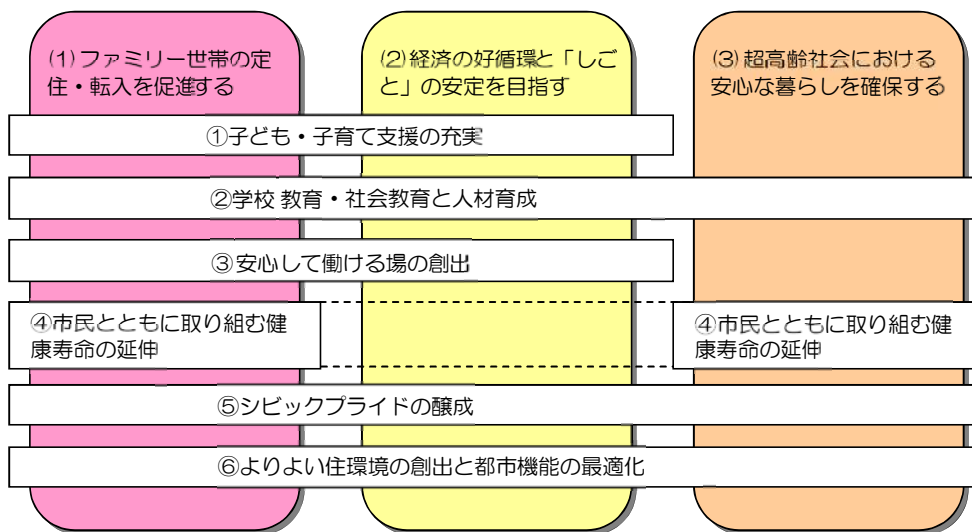 (1)ファミリー世帯の定
住・転入を促進する
(2)経済の好循環と「しご
と」の安定を目指す
(3)超高齢社会における
安心な暮らしを確保する
①子ども・子育て支援の充実
②学校教育・社会教育と人材育成
③安心して働ける場の創出
④市民とともに取り組む健
康寿命の延伸
④市民とともに取り組む健
康寿命の延伸
⑤シビックプライドの醸成
⑥よりよい住環境の創出と都市機能の最適化